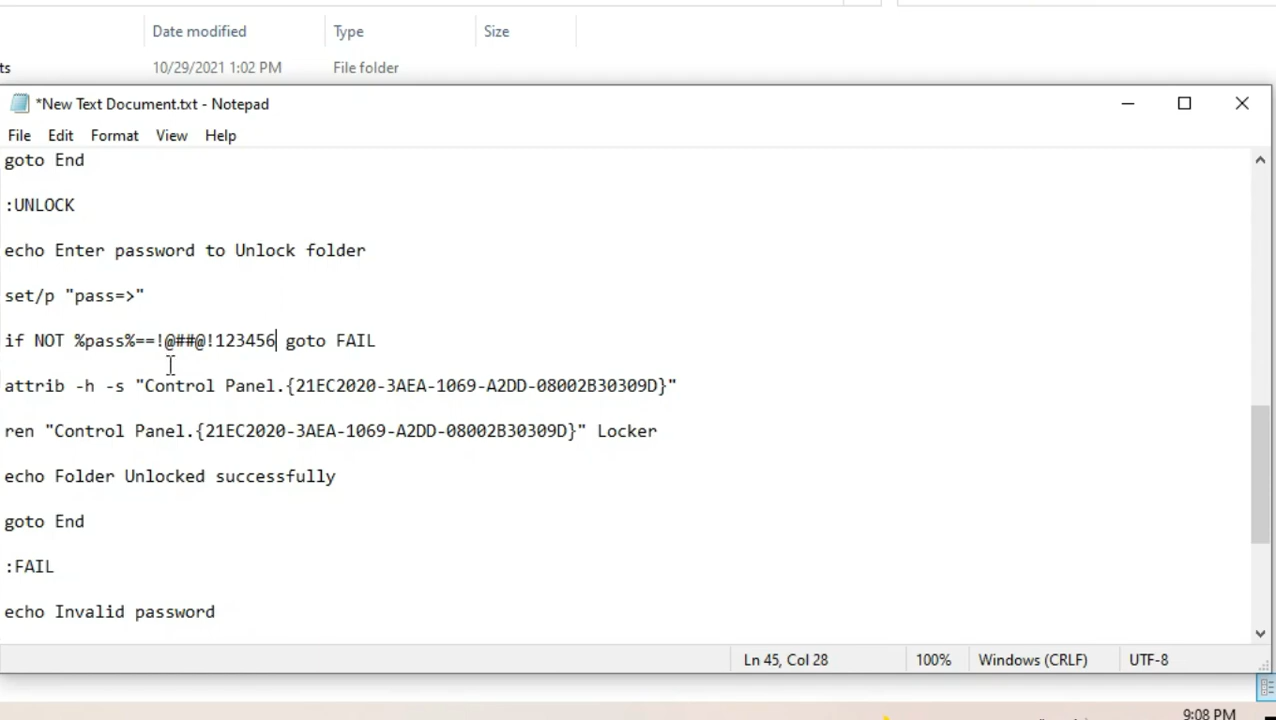 Date modified Type Size
ts 10/29/2021 1:02 PM File folder
*New Text Document.txt - Notepad
File Edit Format View Help
goto End
:UNLOCK
echo Enter password to Unlock folder
set/p "pass=>"
if NOT %pass%==!@##@!123456 goto FAIL
attrib -h -s "Control Panel.{21EC2020-3AEA-1069-A2DD-08002B30309D}"
ren "Control Panel.{21EC2020-3AEA-1069-A2DD-08002B30309D}" Locker
echo Folder Unlocked successfully
goto End
:FAIL
echo Invalid password
Ln 45, Col 28 100% Windows (CRLF) UTF-8
9:08 PM